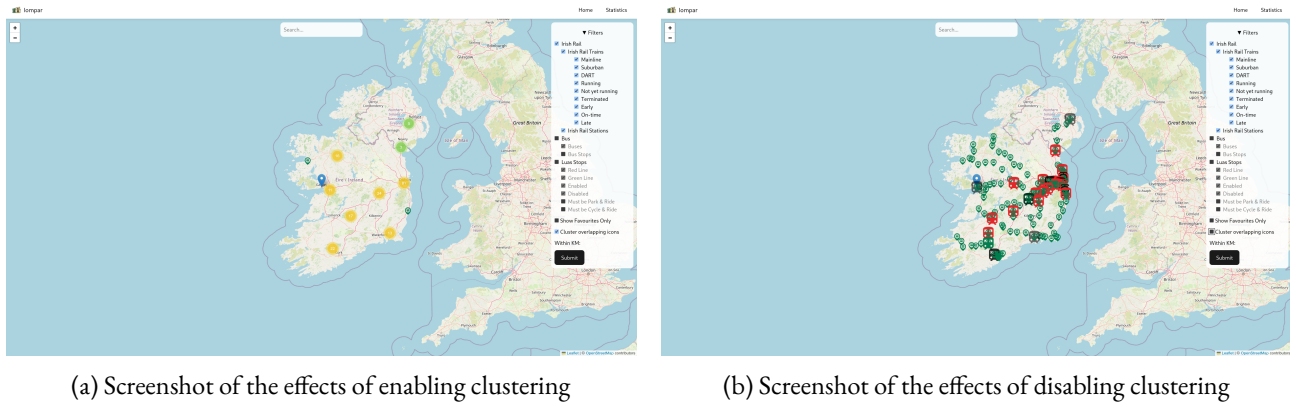 Iompar
Home
Statistics
+
−
Search...
▼ Filters
Irish Rail
Irish Rail Trains
Mainline
Suburban
DART
Running
Not yet running
Terminated
Early
On-time
Late
Irish Rail Stations
Bus
Buses
Bus Stops
Luas Stops
Red Line
Green Line
Enabled
Disabled
Must be Park & Ride
Must be Cycle & Ride
Show Favourites Only
Cluster overlapping icons
Within KM:
Submit
Great Britain
Isle of Man
Leaflet | © OpenStreetMap contributors
(a) Screenshot of the effects of enabling clustering
Iompar
Home
Statistics
+
−
Search...
▼ Filters
Irish Rail
Irish Rail Trains
Mainline
Suburban
DART
Running
Not yet running
Terminated
Early
On-time
Late
Irish Rail Stations
Bus
Buses
Bus Stops
Luas Stops
Red Line
Green Line
Enabled
Disabled
Must be Park & Ride
Must be Cycle & Ride
Show Favourites Only
Cluster overlapping icons
Within KM:
Submit
Great Britain
Isle of Man
Leaflet | © OpenStreetMap contributors
(b) Screenshot of the effects of disabling clustering